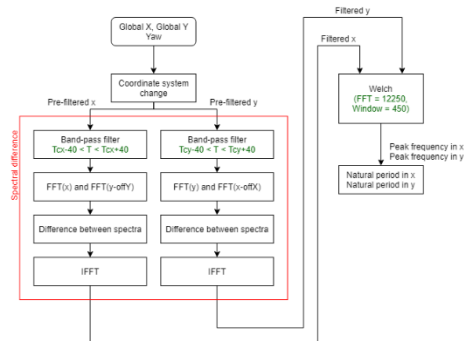 Filtered y
Global X, Global Y
Yaw
Filtered x
Coordinate system
change
Welch
(FFT = 12250,
Window = 450)
Pre-filtered x
Pre-filtered y
Spectral difference
Band-pass filter
Tcx-40 < T < Tcx+40
Band-pass filter
Tcy-40 < T < Tcy+40
Peak frequency in x
Peak frequency in y
FFT(x) and FFT(y-offY)
FFT(y) and FFT(x-offX)
Natural period in x
Natural period in y
Difference between spectra
Difference between spectra
IFFT
IFFT